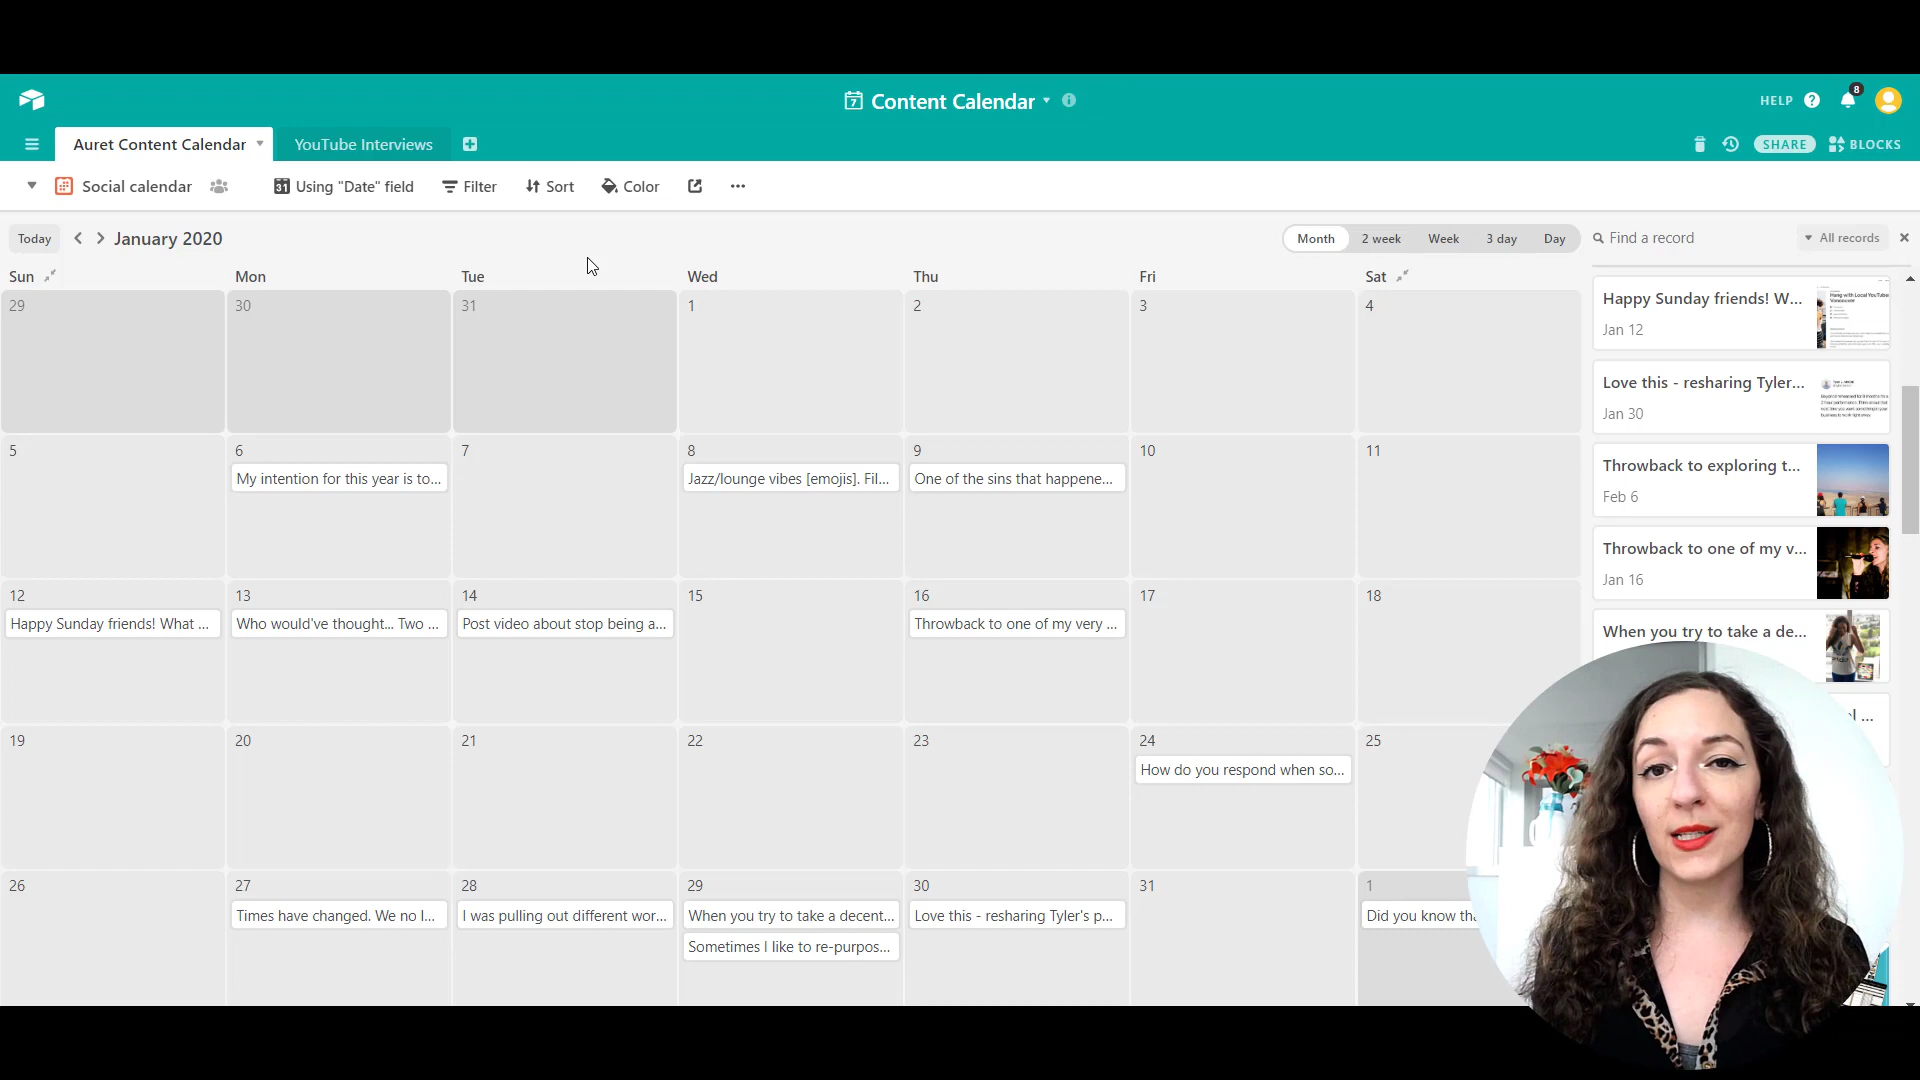 Content Calendar
HELP
8
Auret Content Calendar
YouTube Interviews
SHARE
BLOCKS
Social calendar
31 Using "Date" field
Filter
Sort
Color
Today
January 2020
Month
2 week
Week
3 day
Day
Find a record
All records
Sun Mon Tue Wed Thu Fri Sat
29 30 31 1 2 3 4
5 6 7 8 9 10 11
My intention for this year is to...
Jazz/lounge vibes [emojis]. Fil...
One of the sins that happene...
12 13 14 15 16 17 18
Happy Sunday friends! What ...
Who would've thought... Two ...
Post video about stop being a...
Throwback to one of my very ...
19 20 21 22 23 24 25
How do you respond when so...
26 27 28 29 30 31 1
Times have changed. We no l...
I was pulling out different wor...
When you try to take a decent...
Love this - resharing Tyler's p...
Did you know
Sometimes I like to re-purpos...
Happy Sunday friends! W...
Jan 12
Hang with Local YouTube
Vancouver
Love this - resharing Tyler...
Jan 30
Throwback to exploring t...
Feb 6
Throwback to one of my v...
Jan 16
When you try to take a de...